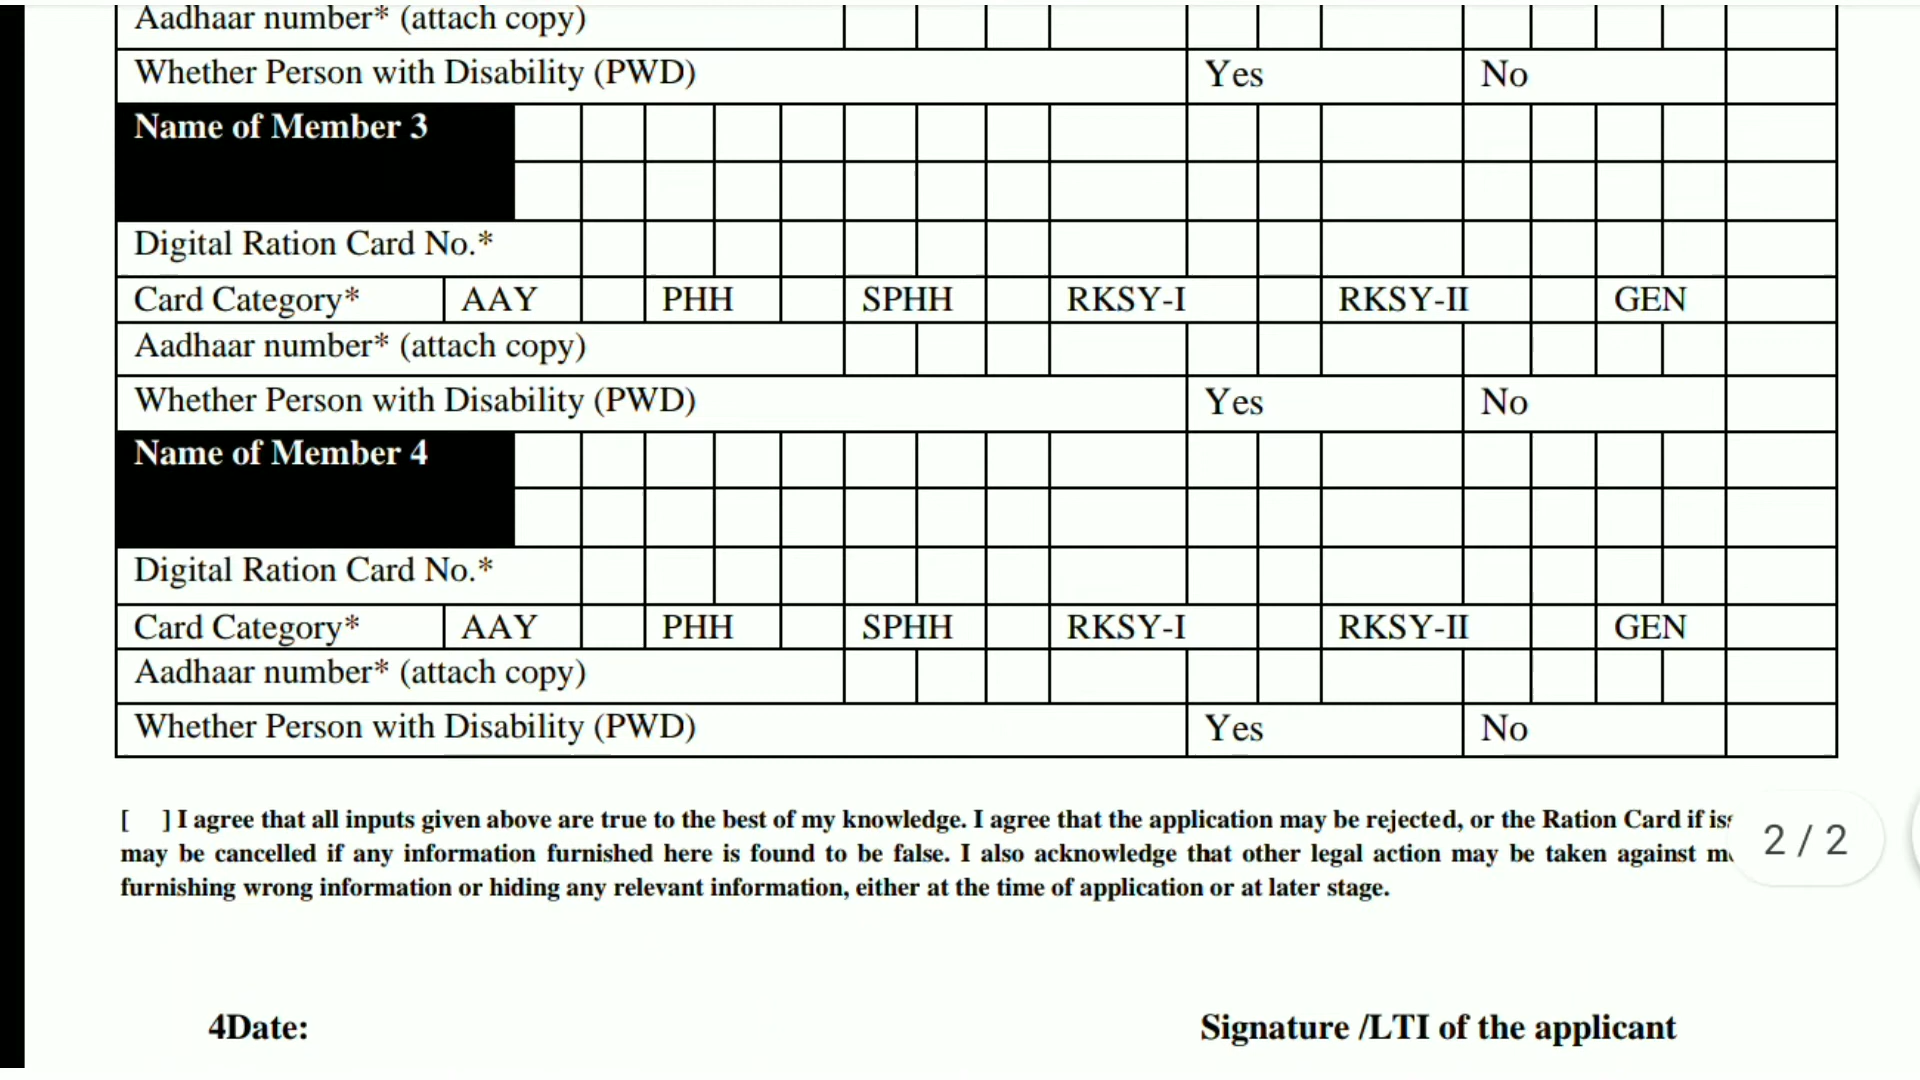 Aadhaar number* (attach copy)
Whether Person with Disability (PWD) Yes No
Name of Member 3
Digital Ration Card No.*
Card Category* AAY PHH SPHH RKSY-I RKSY-II GEN
Aadhaar number* (attach copy)
Whether Person with Disability (PWD) Yes No
Name of Member 4
Digital Ration Card No.*
Card Category* AAY PHH SPHH RKSY-I RKSY-II GEN
Aadhaar number* (attach copy)
Whether Person with Disability (PWD) Yes No
[ ] I agree that all inputs given above are true to the best of my knowledge. I agree that the application may be rejected, or the Ration Card if
may be cancelled if any information furnished here is found to be false. I also acknowledge that other legal action may be taken against
furnishing wrong information or hiding any relevant information, either at the time of application or at later stage.
2 / 2
4Date: Signature /LTI of the applicant